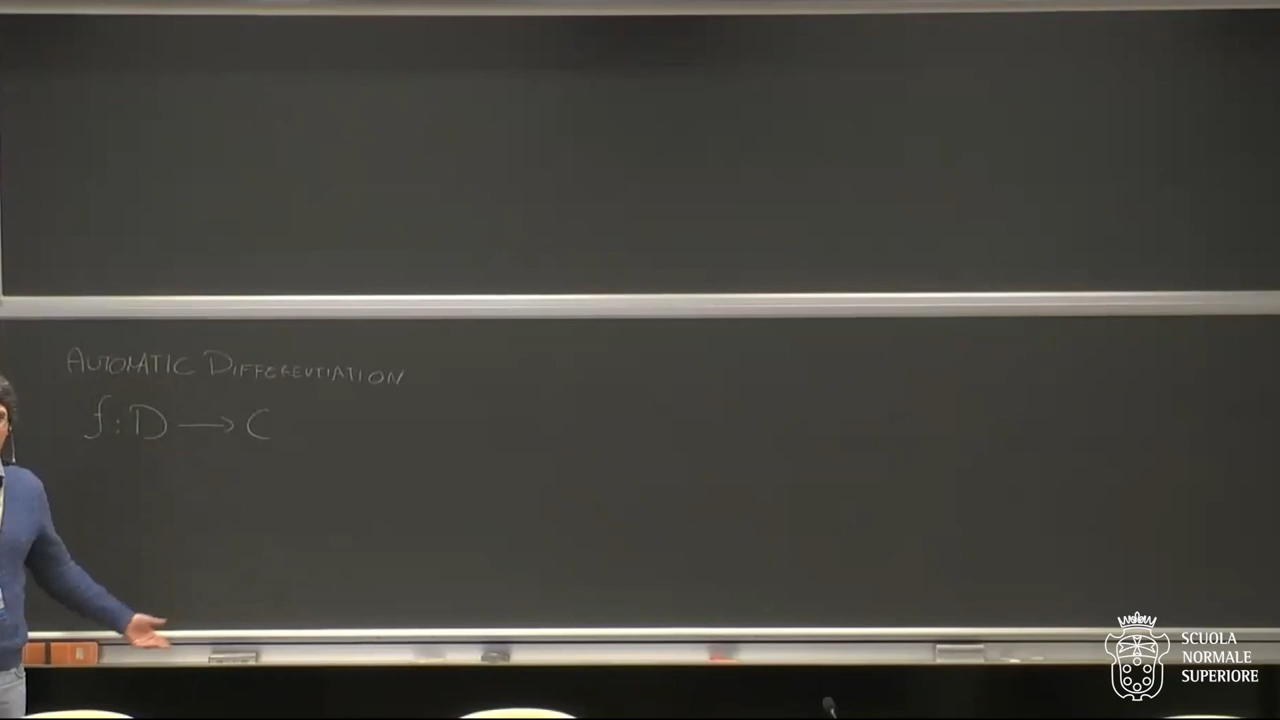 AUTOMATIC DIFFERENTIATION
f: D → C
SCUOLA
NORMALE
SUPERIORE